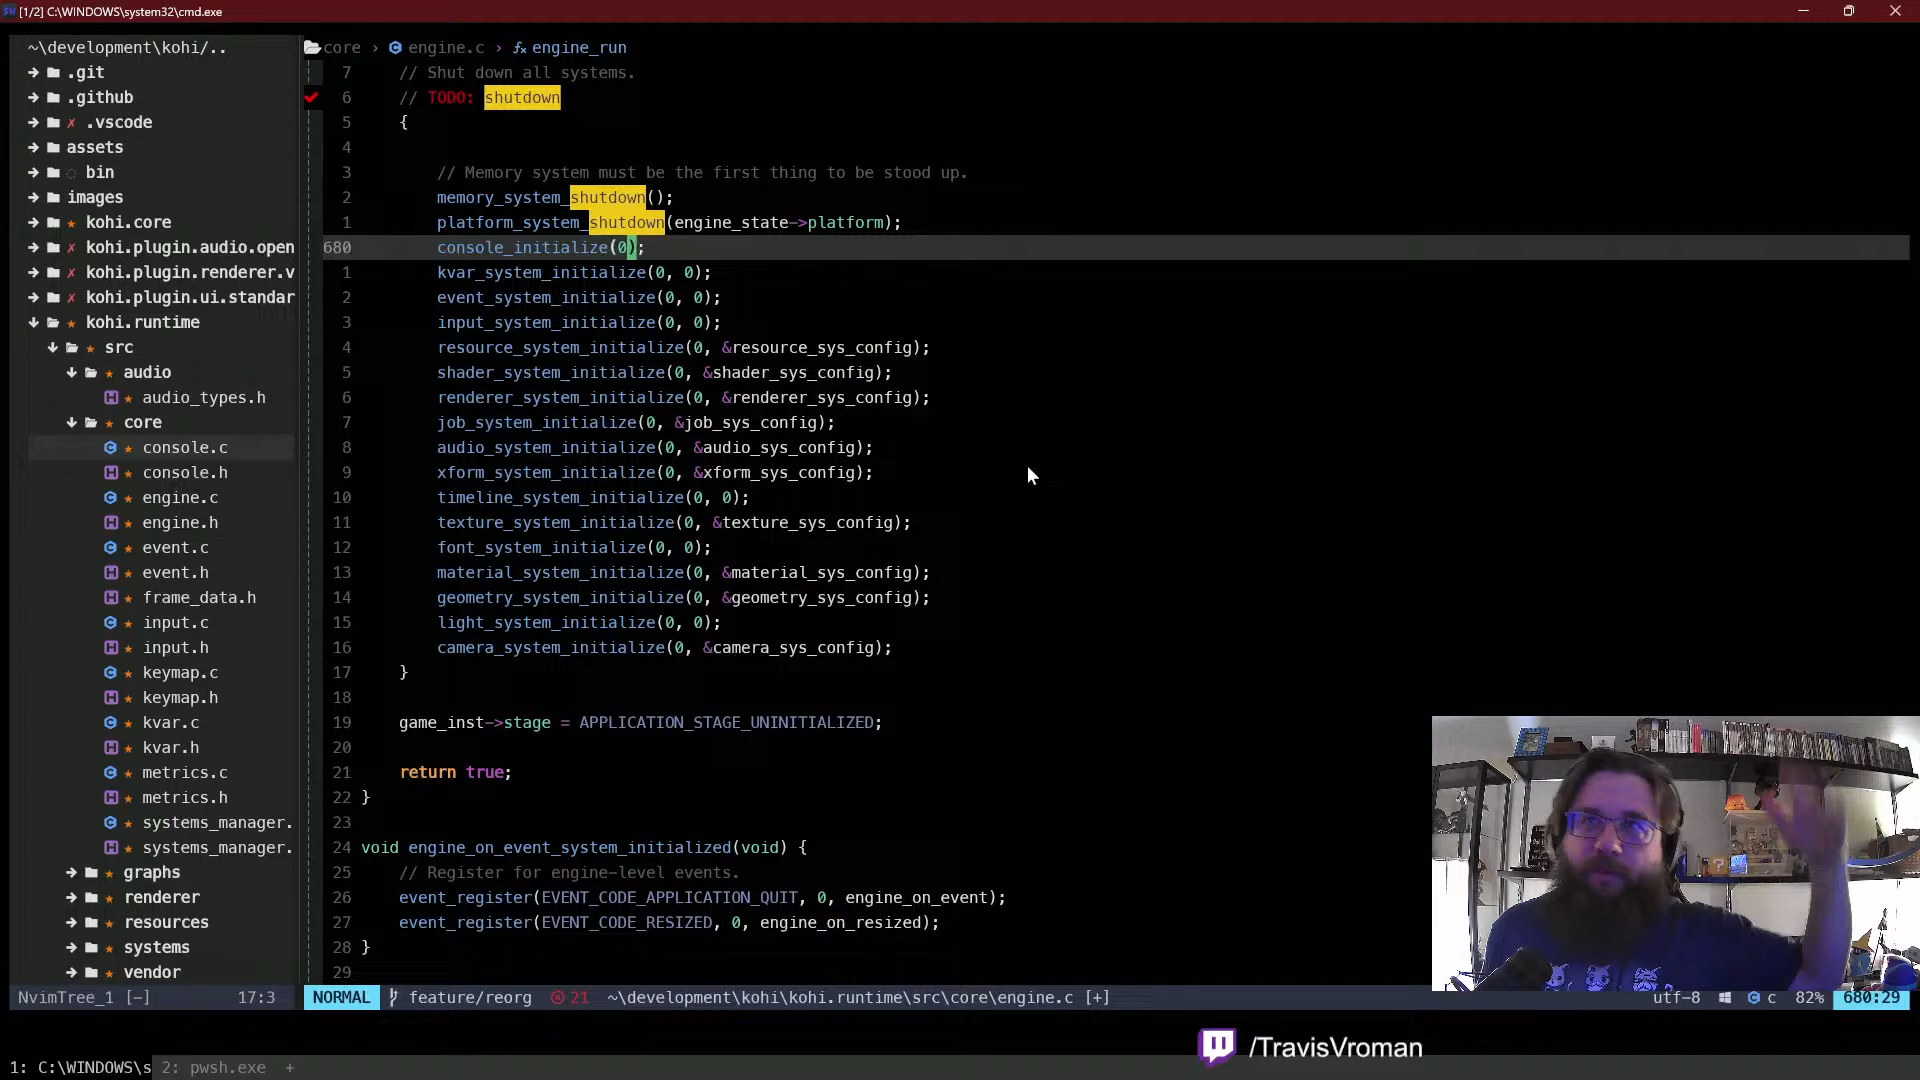 [1/2] C:\WINDOWS\system32\cmd.exe
~\development\kohi/..
.git
.github
✗ .vscode
assets
bin
images
kohi.core
✗ kohi.plugin.audio.open
✗ kohi.plugin.renderer.v
✗ kohi.plugin.ui.standar
kohi.runtime
src
audio
audio_types.h
core
console.c
console.h
engine.c
engine.h
event.c
event.h
frame_data.h
input.c
input.h
keymap.c
keymap.h
kvar.c
kvar.h
metrics.c
metrics.h
systems_manager.
systems_manager.
graphs
renderer
resources
systems
vendor
NvimTree_1 [-] 17:3
core › engine.c › fx engine_run
7 // Shut down all systems.
6 // TODO: shutdown
5 {
4
3 // Memory system must be the first thing to be stood up.
2 memory_system_shutdown();
1 platform_system_shutdown(engine_state->platform);
680 console_initialize(0);
1 kvar_system_initialize(0, 0);
2 event_system_initialize(0, 0);
3 input_system_initialize(0, 0);
4 resource_system_initialize(0, &resource_sys_config);
5 shader_system_initialize(0, &shader_sys_config);
6 renderer_system_initialize(0, &renderer_sys_config);
7 job_system_initialize(0, &job_sys_config);
8 audio_system_initialize(0, &audio_sys_config);
9 xform_system_initialize(0, &xform_sys_config);
10 timeline_system_initialize(0, 0);
11 texture_system_initialize(0, &texture_sys_config);
12 font_system_initialize(0, 0);
13 material_system_initialize(0, &material_sys_config);
14 geometry_system_initialize(0, &geometry_sys_config);
15 light_system_initialize(0, 0);
16 camera_system_initialize(0, &camera_sys_config);
17 }
18
19 game_inst->stage = APPLICATION_STAGE_UNINITIALIZED;
20
21 return true;
22 }
23
24 void engine_on_event_system_initialized(void) {
25 // Register for engine-level events.
26 event_register(EVENT_CODE_APPLICATION_QUIT, 0, engine_on_event);
27 event_register(EVENT_CODE_RESIZED, 0, engine_on_resized);
28 }
29
NORMAL feature/reorg 21 ~\development\kohi\kohi.runtime\src\core\engine.c [+] utf-8 c 82% 680:29
/TravisVroman
1: C:\WINDOWS\s 2: pwsh.exe +